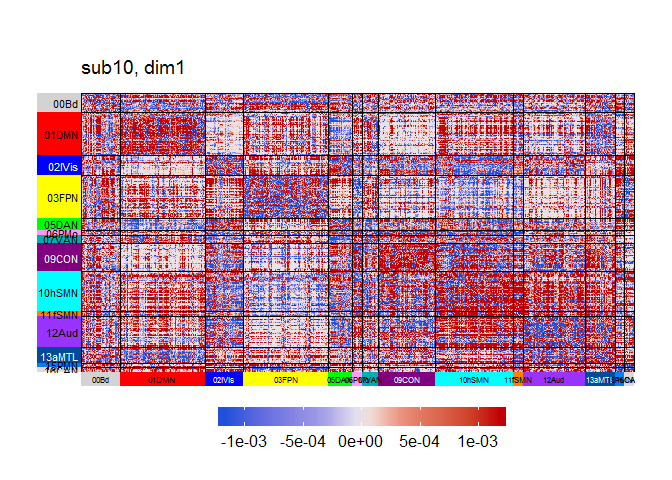 sub10, dim1
00Bd
01DMN
02lVis
03FPN
05DAN
09CON
10hSMN
11fSMN
12Aud
13aMTL
00Bd 01DMN 02lVis 03FPN 09CON 10hSMN 11fSMN 12Aud 13aMTL
-1e-03 -5e-04 0e+00 5e-04 1e-03